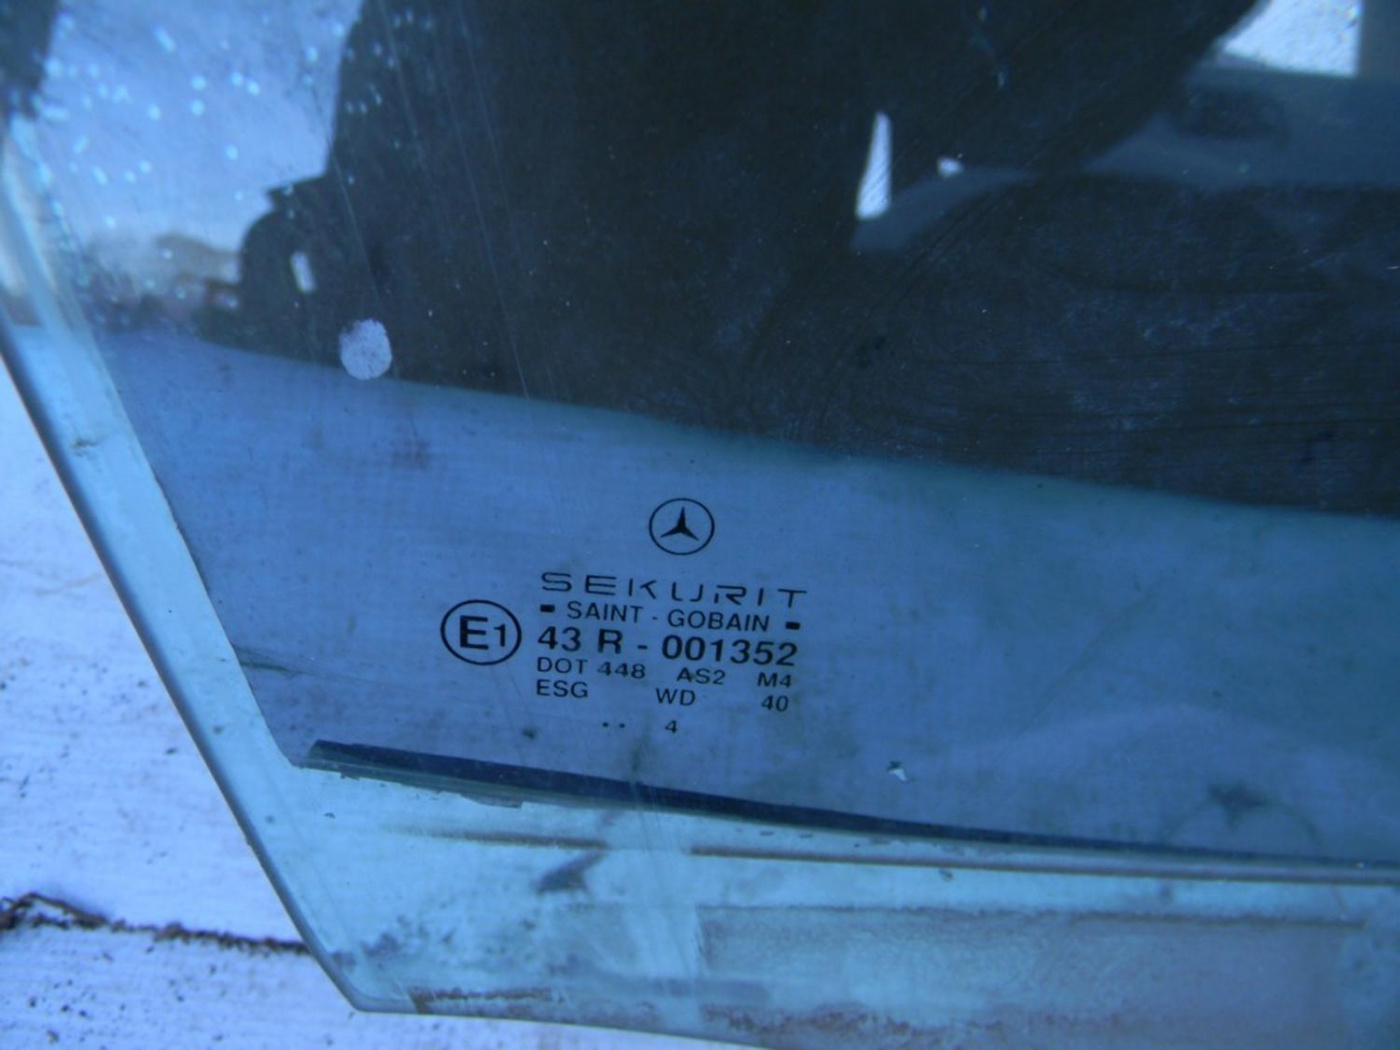 SEKURIT
- SAINT - GOBAIN -
E1 43 R - 001352
DOT 448 AS2 M4
ESG WD 40
.. 4